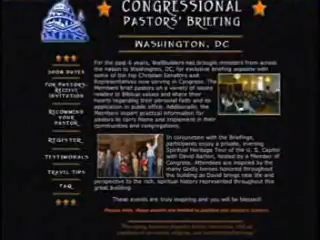 CONGRESSIONAL
PASTORS' BRIEFING
WASHINGTON, DC
SHOW DATES
FOR PASTORS: RECEIVE INVITATION
RECOMMEND YOUR PASTOR
REGISTER
TESTIMONIALS
TRAVEL TIPS
FAQ
For the past 6 years, WallBuilders has brought ministers from across
the nation to Washington, DC, for exclusive briefing sessions with
some of the top Christian Senators and
Representatives now serving in Congress. The
Members brief pastors on a variety of issues
related to Biblical values and share their
hearts regarding their personal faith and its
application in public office. Additionally, the
Members impart practical information for
pastors to carry home and implement in their
communities and congregations.
In conjunction with the Briefings,
participants enjoy a private, evening
Spiritual Heritage Tour of the U. S. Capitol
with David Barton, hosted by a Member of
Congress. Attendees are inspired by the
many Godly heroes honored throughout
the building as David brings new life and
perspective to the rich, spiritual history represented throughout this
great building.
These events are truly inspiring and you will be blessed!